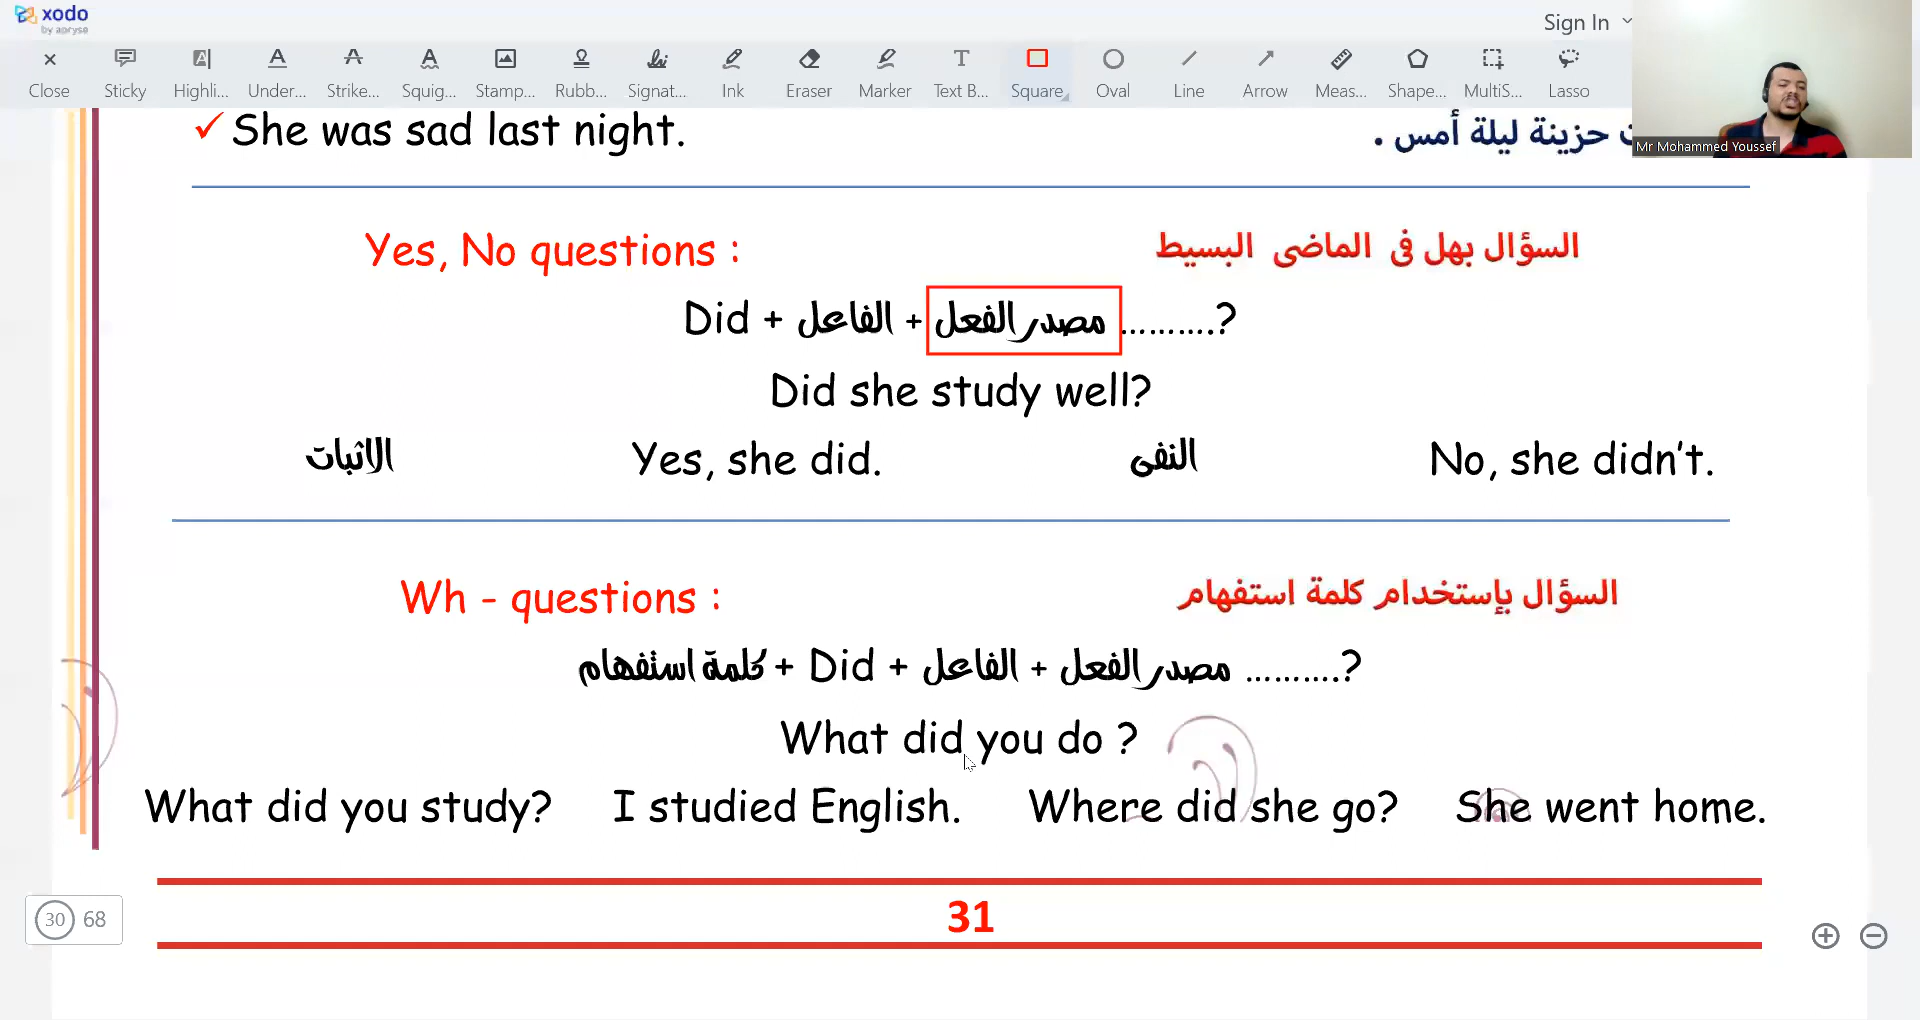 xodo
by apryse
Sign In
Close Sticky Highli... Under... Strike... Squig... Stamp... Rubb... Signat... Ink Eraser Marker Text B... Square Oval Line Arrow Meas... Shape... MultiS... Lasso
Mr Mohammed Youssef
She was sad last night. حزينة ليلة أمس .
Yes, No questions : السؤال بهل فى الماضى البسيط
Did + الفاعل + مصدر الفعل ..........?
Did she study well?
الاثبات Yes, she did. النفى No, she didn't.
Wh - questions : السؤال بإستخدام كلمة استفهام
كلمة استفهام + Did + الفاعل + مصدر الفعل ..........?
What did you do ?
What did you study? I studied English. Where did she go? She went home.
31
30 68